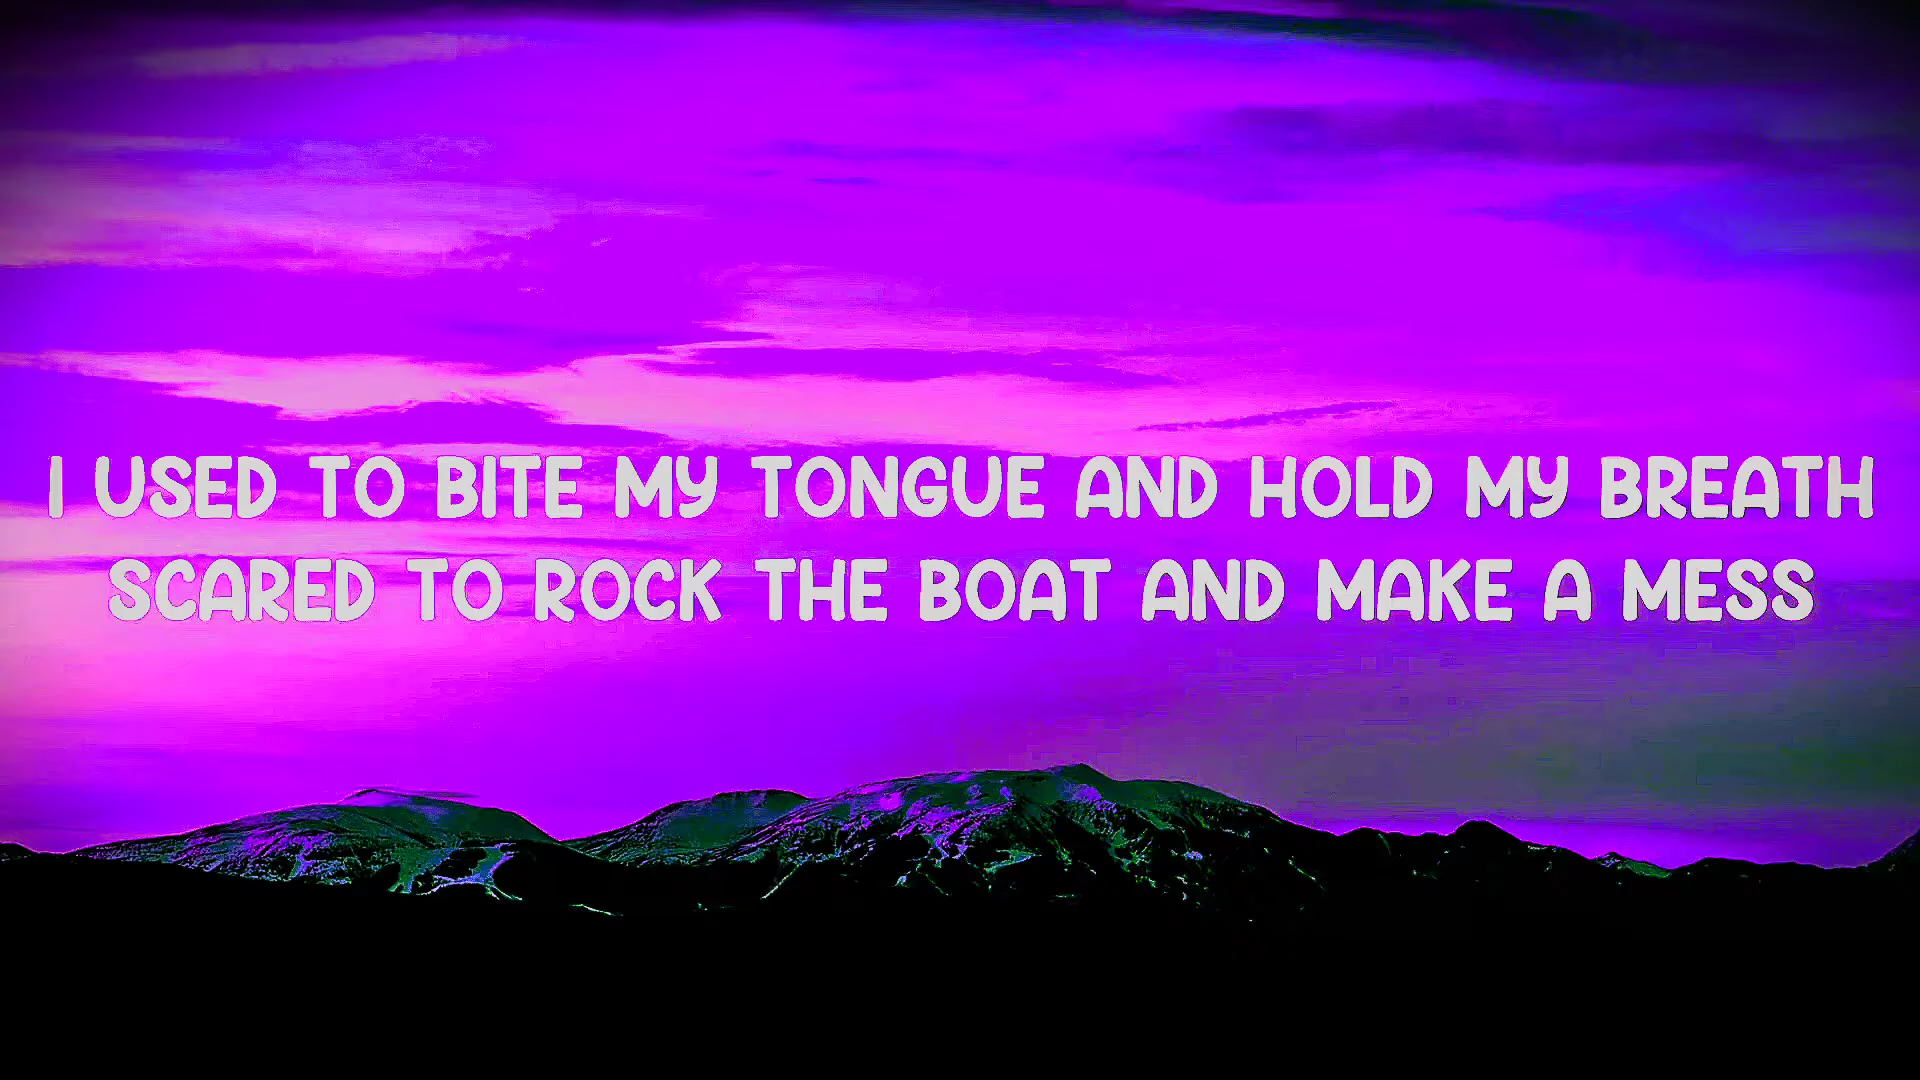 I USED TO BITE MY TONGUE AND HOLD MY BREATH
SCARED TO ROCK THE BOAT AND MAKE A MESS